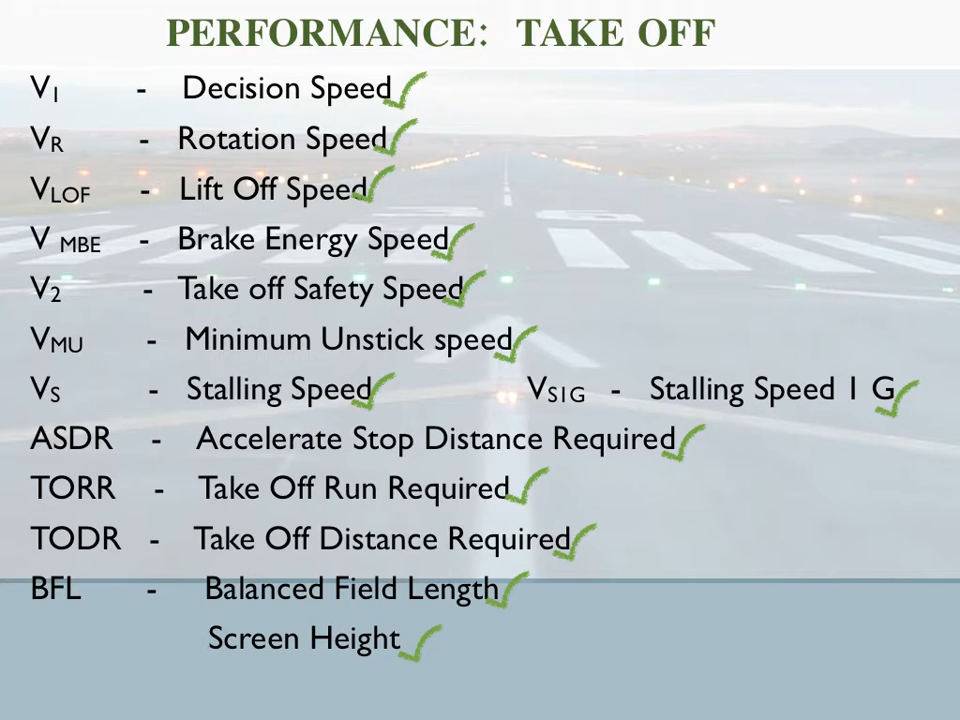 PERFORMANCE: TAKE OFF
V1 - Decision Speed
VR - Rotation Speed
VLOF - Lift Off Speed
V MBE - Brake Energy Speed
V2 - Take off Safety Speed
VMU - Minimum Unstick speed
VS - Stalling Speed VS1G - Stalling Speed 1 G
ASDR - Accelerate Stop Distance Required
TORR - Take Off Run Required
TODR - Take Off Distance Required
BFL - Balanced Field Length
Screen Height